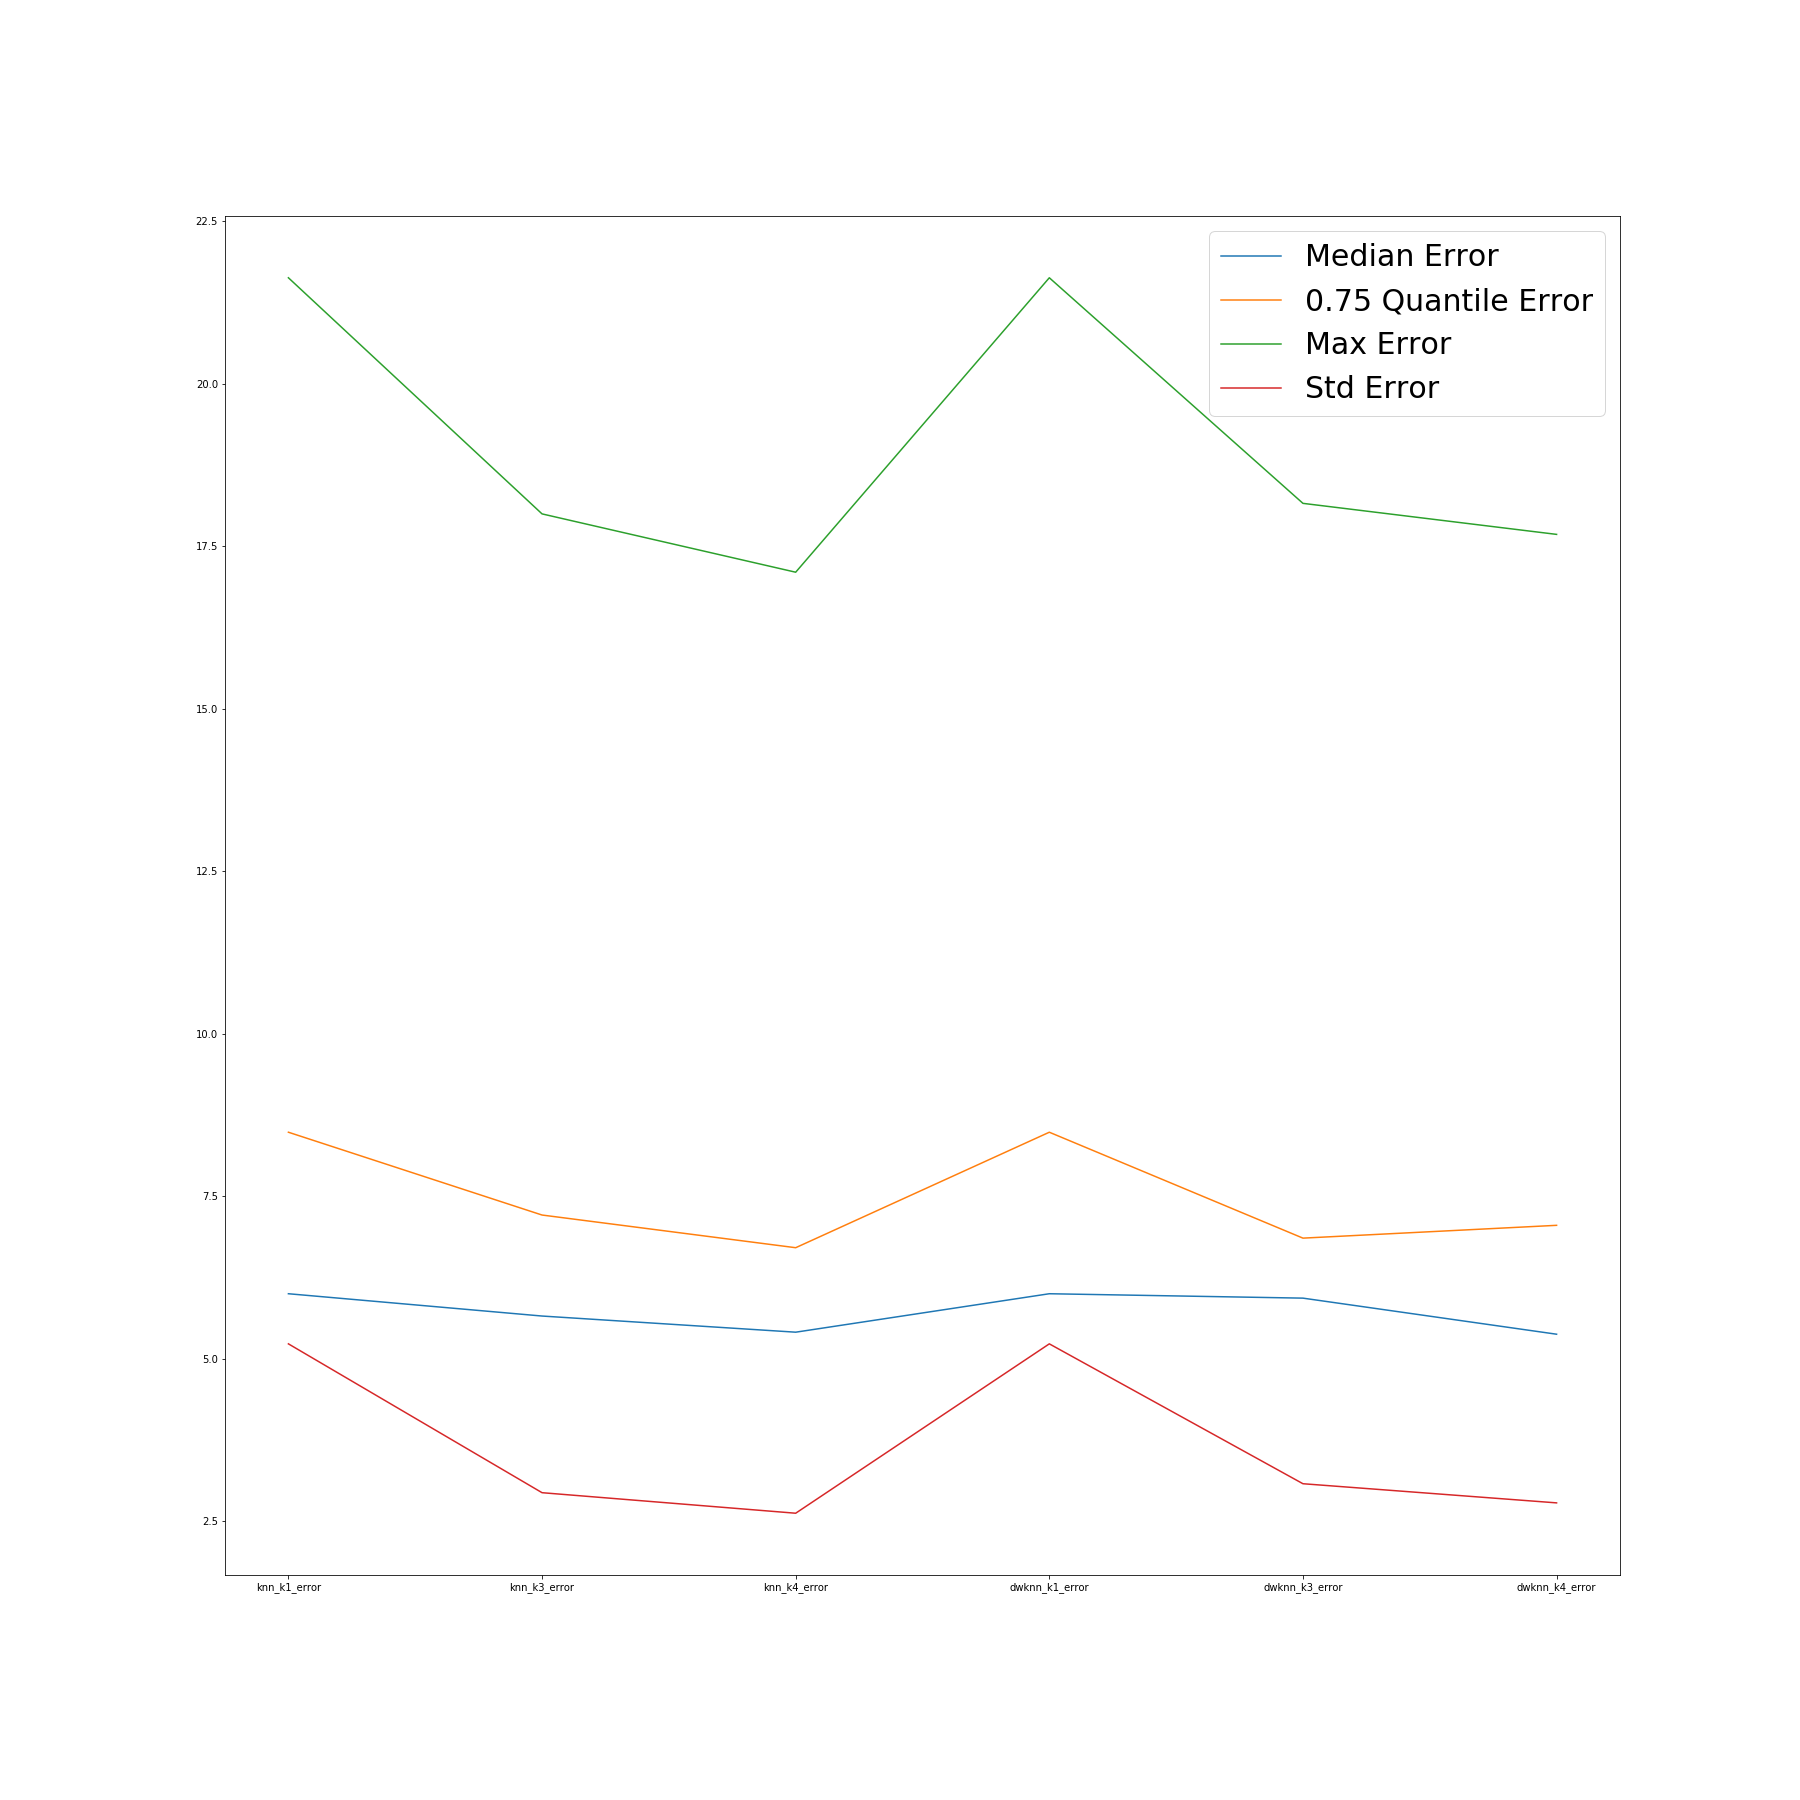 22.5
20.0
17.5
15.0
12.5
10.0
7.5
5.0
2.5
Median Error
0.75 Quantile Error
Max Error
Std Error
knn_k1_error knn_k3_error knn_k4_error dwknn_k1_error dwknn_k3_error dwknn_k4_error